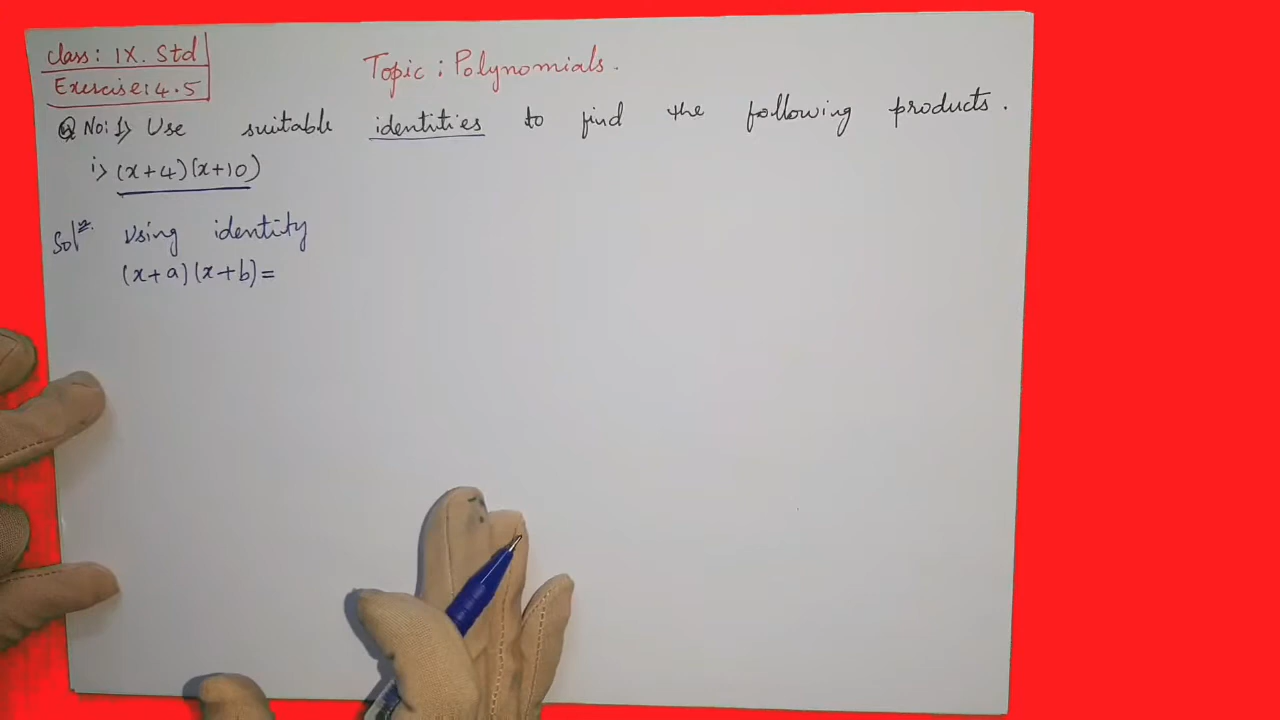 Class: IX. Std
Exercise: 4.5
Topic: Polynomials.
Q No: 1) Use suitable identities to find the following products.
i) (x+4)(x+10)
Solⁿ. Using identity
(x+a)(x+b)=